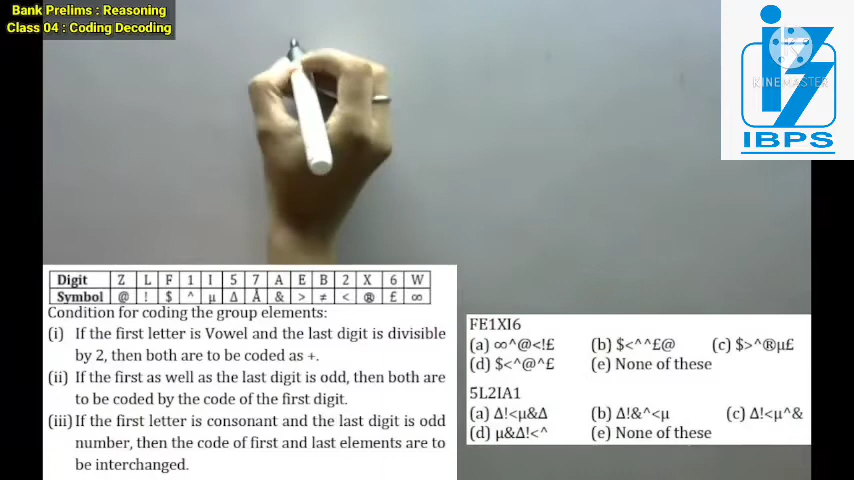 Bank Prelims : Reasoning
Class 04 : Coding Decoding
KINEMASTER
IBPS
Digit Z L F 1 I 5 7 A E B 2 X 6 W
Symbol @ ! $ ^ µ Δ Å & > ≠ < ® £ ∞
Condition for coding the group elements:
(i) If the first letter is Vowel and the last digit is divisible
by 2, then both are to be coded as +.
(ii) If the first as well as the last digit is odd, then both are
to be coded by the code of the first digit.
(iii) If the first letter is consonant and the last digit is odd
number, then the code of first and last elements are to
be interchanged.
FE1XI6
(a) ∞^@<!£ (b) $<^^£@ (c) $>^®µ£
(d) $<^@^£ (e) None of these
5L2IA1
(a) Δ!<µ&Δ (b) Δ!&^<µ (c) Δ!<µ^&
(d) µ&Δ!<^ (e) None of these